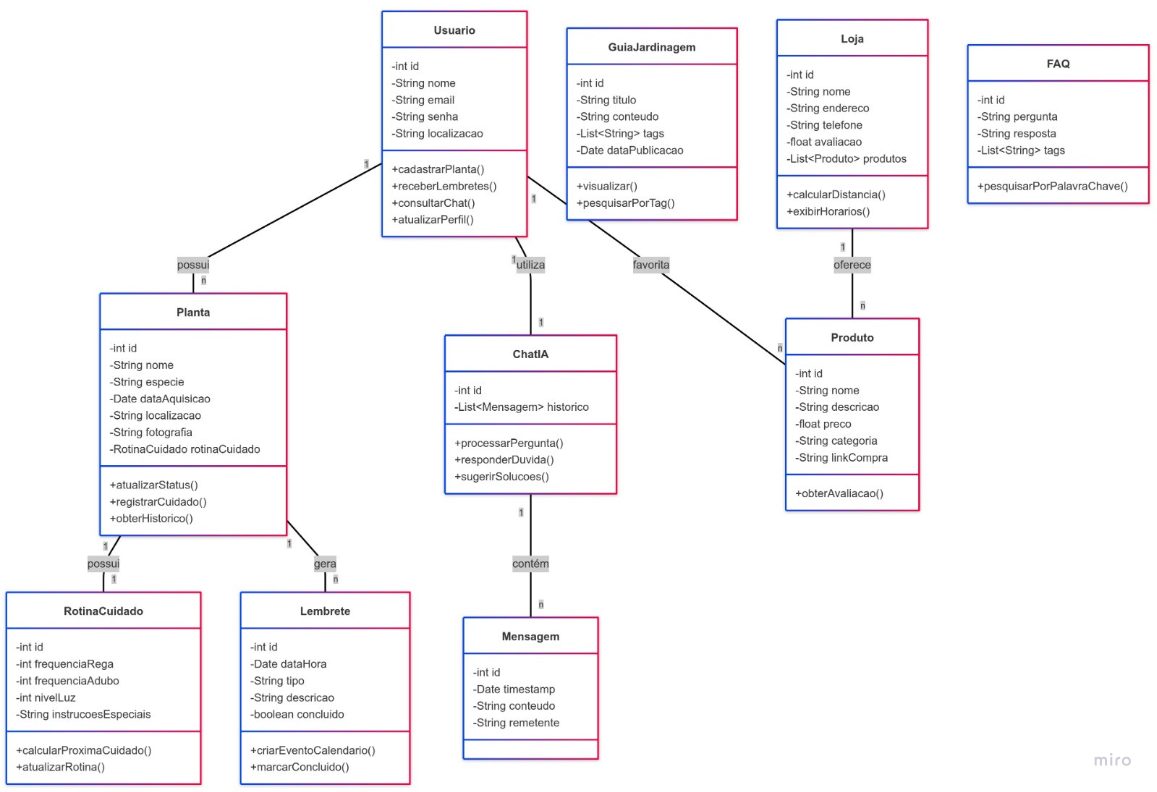 Usuario
-int id
-String nome
-String email
-String senha
-String localizacao
+cadastrarPlanta()
+receberLembretes()
+consultarChat()
+atualizarPerfil()
GuiaJardinagem
-int id
-String titulo
-String conteudo
-List<String> tags
-Date dataPublicacao
+visualizar()
+pesquisarPorTag()
Loja
-int id
-String nome
-String endereco
-String telefone
-float avaliacao
-List<Produto> produtos
+calcularDistancia()
+exibirHorarios()
FAQ
-int id
-String pergunta
-String resposta
-List<String> tags
+pesquisarPorPalavraChave()
1
possui
n
1
utiliza
1
1
favorita
n
1
oferece
n
Planta
-int id
-String nome
-String especie
-Date dataAquisicao
-String localizacao
-String fotografia
-RotinaCuidado rotinaCuidado
+atualizarStatus()
+registrarCuidado()
+obterHistorico()
ChatIA
-int id
-List<Mensagem> historico
+processarPergunta()
+responderDuvida()
+sugerirSolucoes()
Produto
-int id
-String nome
-String descricao
-float preco
-String categoria
-String linkCompra
+obterAvaliacao()
1
possui
1
1
gera
n
1
contém
n
RotinaCuidado
-int id
-int frequenciaRega
-int frequenciaAdubo
-int nivelLuz
-String instrucoesEspeciais
+calcularProximaCuidado()
+atualizarRotina()
Lembrete
-int id
-Date dataHora
-String tipo
-String descricao
-boolean concluido
+criarEventoCalendario()
+marcarConcluido()
Mensagem
-int id
-Date timestamp
-String conteudo
-String remetente
miro